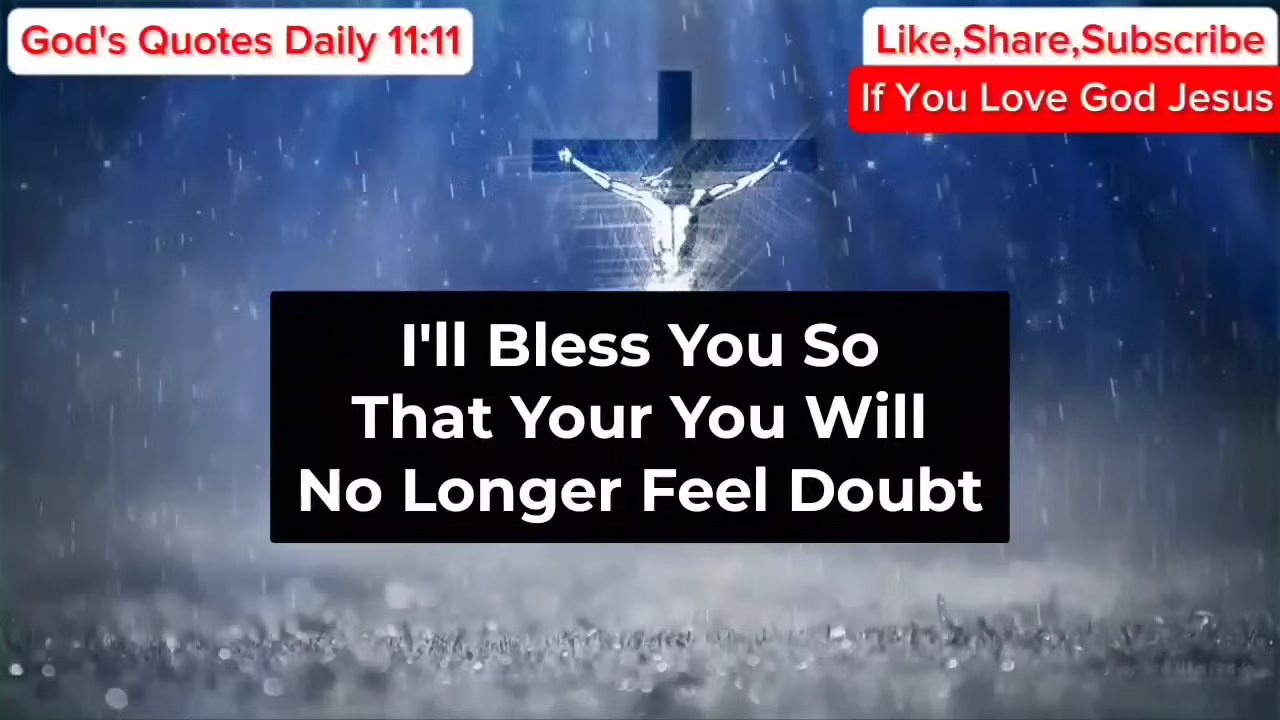 God's Quotes Daily 11:11
Like,Share,Subscribe
If You Love God Jesus
I'll Bless You So
That Your You Will
No Longer Feel Doubt